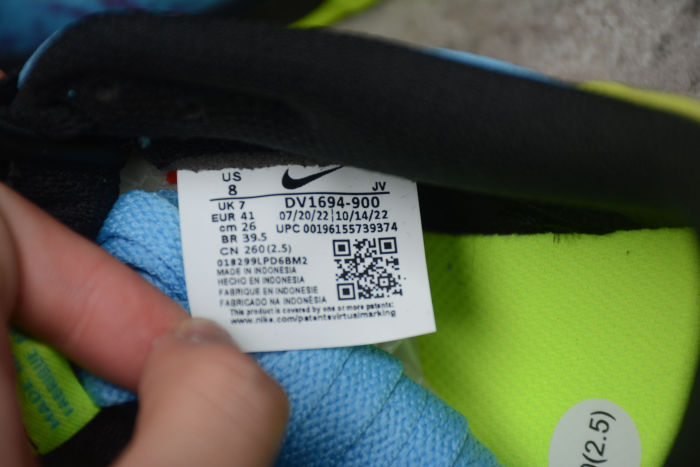 US
8
JV
UK 7
DV1694-900
EUR 41
07/20/22 10/14/22
cm 26
UPC 00196155739374
BR 39.5
CN 260(2.5)
018299LPD6BM2
MADE IN INDONESIA
HECHO EN INDONESIA
FABRIQUE EN INDONESIE
FABRICADO NA INDONÉSIA
This product is covered by one or more patents:
www.nike.com/patentsvirtualmarking
MADE
FABRIQUE
(2.5)